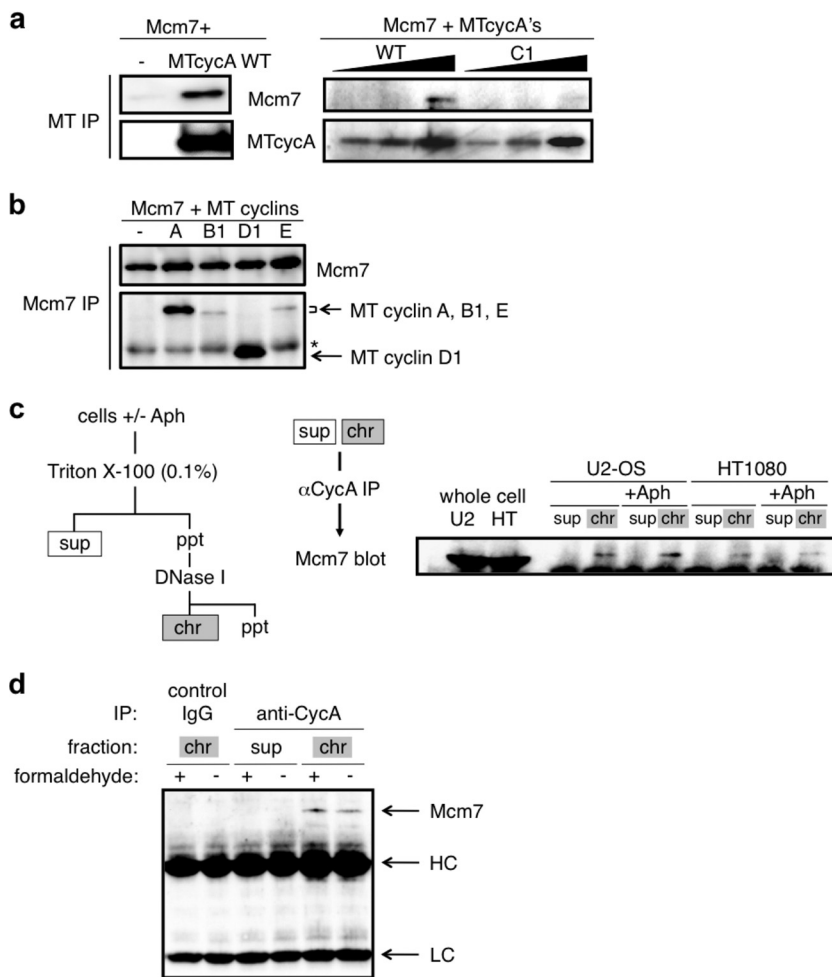 a
Mcm7+
- MTcycA WT
MT IP
Mcm7
MTcycA
Mcm7 + MTcycA's
WT C1
b
Mcm7 + MT cyclins
- A B1 D1 E
Mcm7 IP
Mcm7
MT cyclin A, B1, E
*
MT cyclin D1
c
cells +/- Aph
Triton X-100 (0.1%)
sup ppt
DNase I
chr ppt
sup chr
αCycA IP
Mcm7 blot
U2-OS HT1080
whole cell +Aph +Aph
U2 HT sup chr sup chr sup chr sup chr
d
control
IP: IgG anti-CycA
fraction: chr sup chr
formaldehyde: + - + - + -
Mcm7
HC
LC